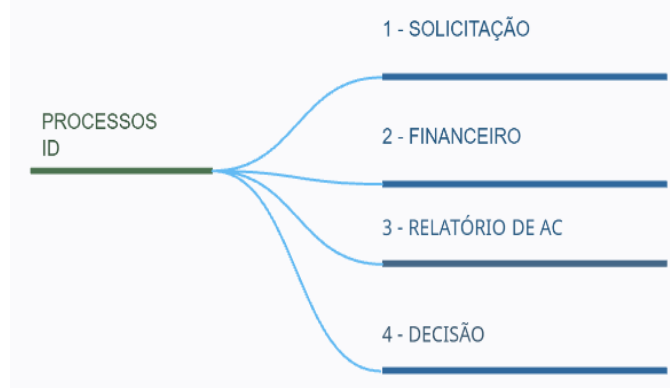 1 - SOLICITAÇÃO
PROCESSOS
ID
2 - FINANCEIRO
3 - RELATÓRIO DE AC
4 - DECISÃO